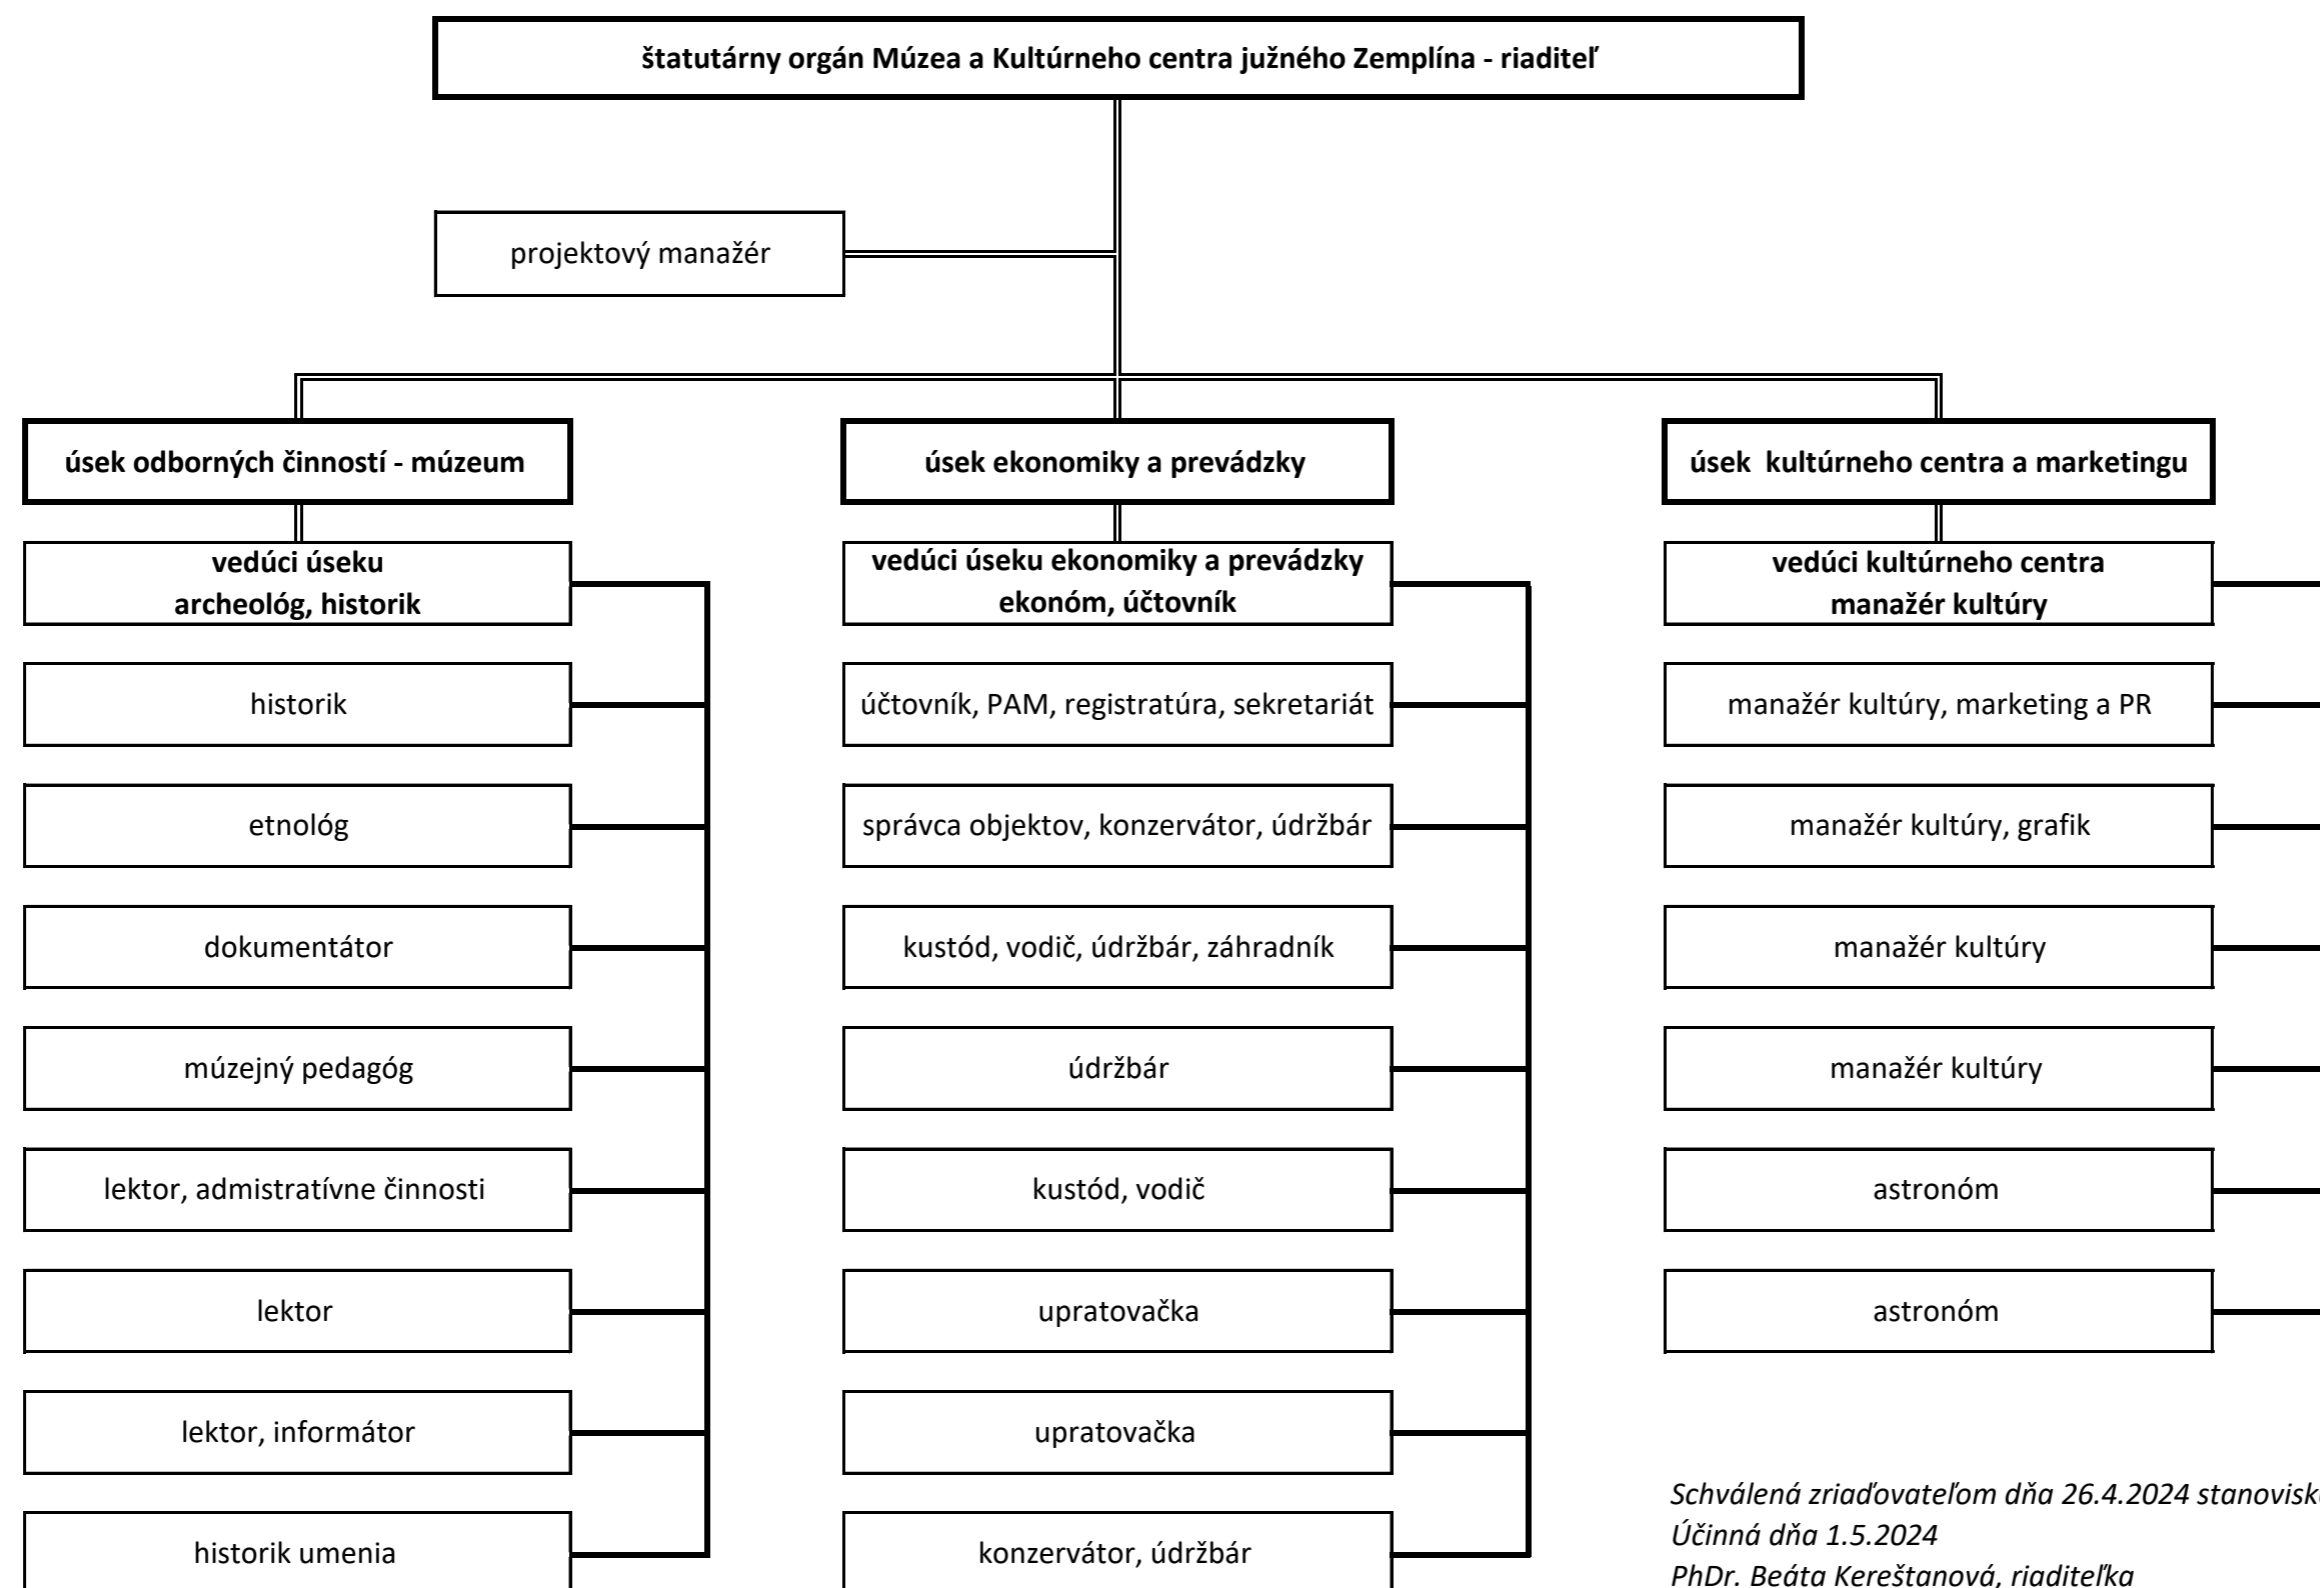 štatutárny orgán Múzea a Kultúrneho centra južného Zemplína - riaditeľ
projektový manažér
úsek odborných činností - múzeum
vedúci úseku
archeológ, historik
historik
etnológ
dokumentátor
múzejný pedagóg
lektor, admistratívne činnosti
lektor
lektor, informátor
historik umenia
úsek ekonomiky a prevádzky
vedúci úseku ekonomiky a prevádzky
ekonóm, účtovník
účtovník, PAM, registratúra, sekretariát
správca objektov, konzervátor, údržbár
kustód, vodič, údržbár, záhradník
údržbár
kustód, vodič
upratovačka
upratovačka
konzervátor, údržbár
úsek kultúrneho centra a marketingu
vedúci kultúrneho centra
manažér kultúry
manažér kultúry, marketing a PR
manažér kultúry, grafik
manažér kultúry
manažér kultúry
astronóm
astronóm
Schválená zriaďovateľom dňa 26.4.2024
Účinná dňa 1.5.2024
PhDr. Beáta Kereštanová, riaditeľka